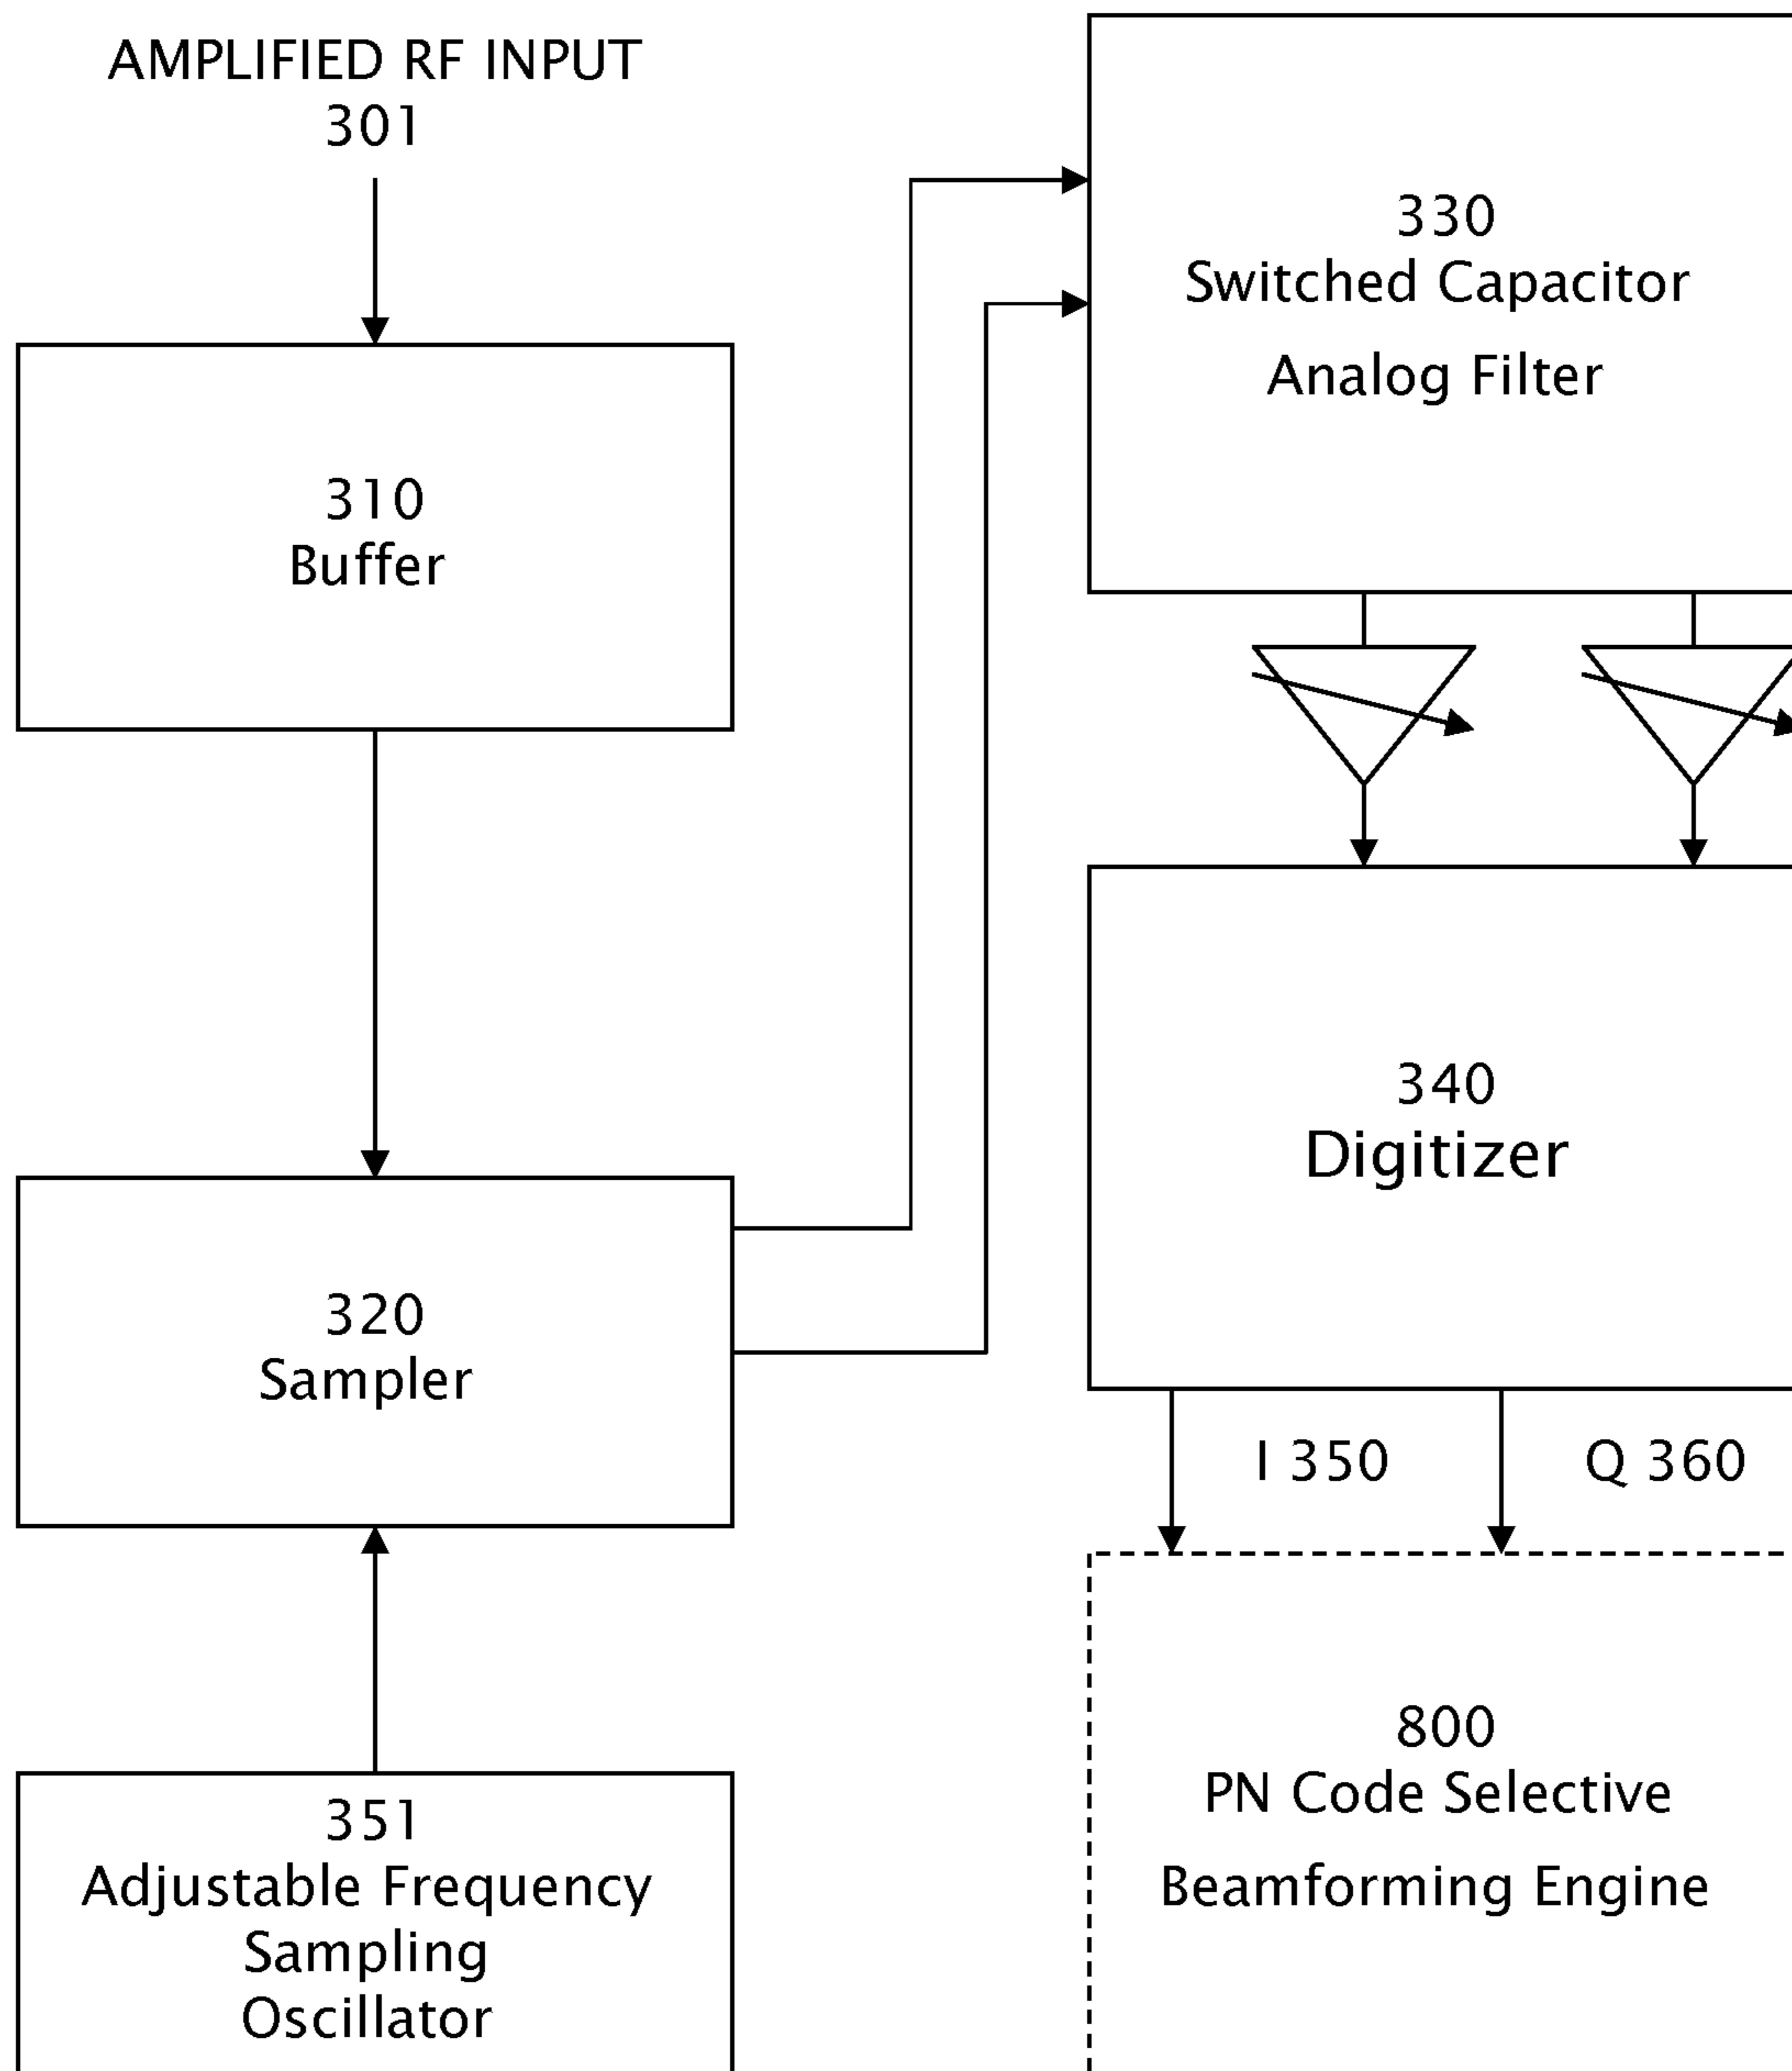 AMPLIFIED RF INPUT
301
310
Buffer
320
Sampler
351
Adjustable Frequency
Sampling
Oscillator
330
Switched Capacitor
Analog Filter
340
Digitizer
I 350
Q 360
800
PN Code Selective
Beamforming Engine